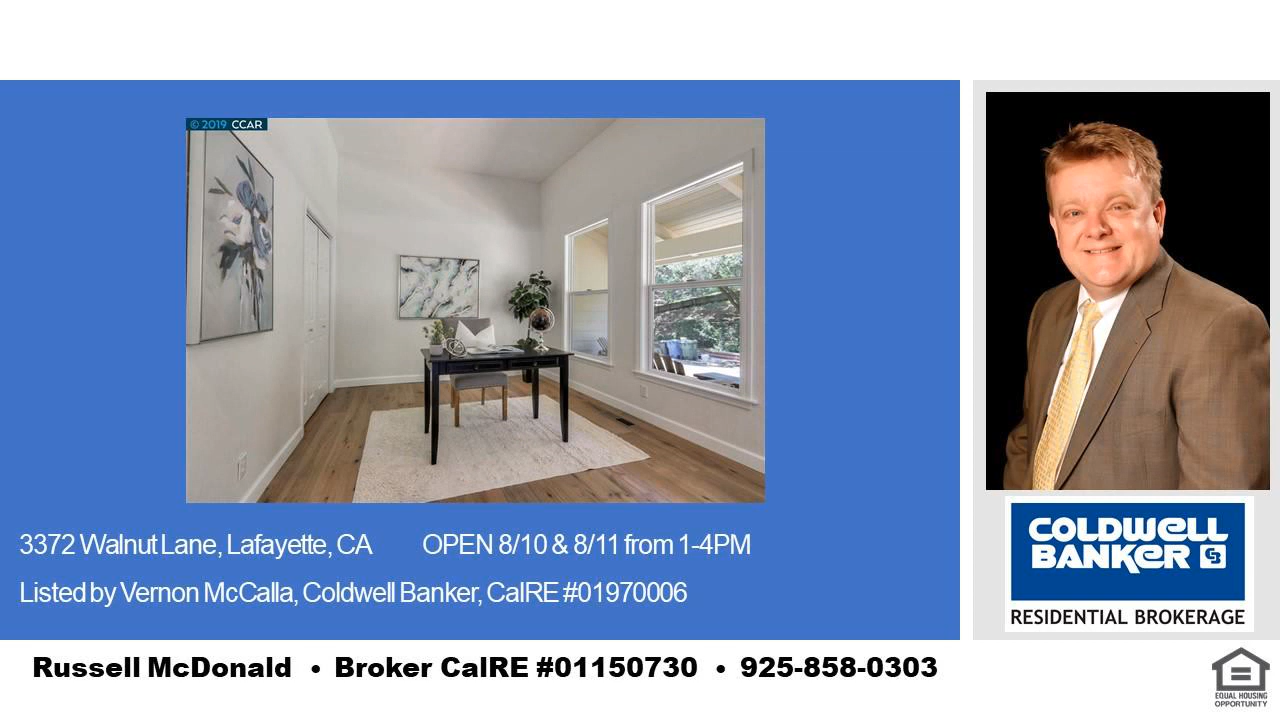 © 2019 CCAR
3372 Walnut Lane, Lafayette, CA OPEN 8/10 & 8/11 from 1-4PM
Listed by Vernon McCalla, Coldwell Banker, CalRE #01970006
COLDWELL
BANKER CB
RESIDENTIAL BROKERAGE
Russell McDonald • Broker CalRE #01150730 • 925-858-0303
EQUAL HOUSING
OPPORTUNITY